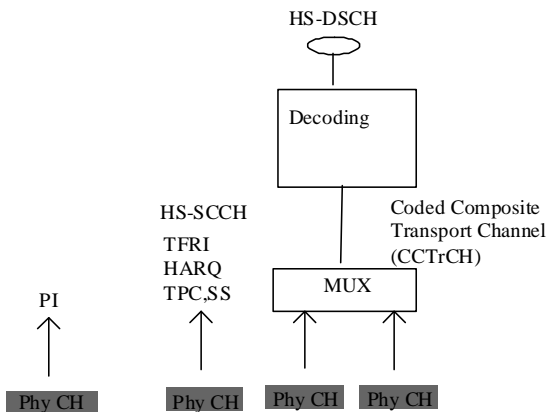 HS-DSCH
Decoding
HS-SCCH
TFRI
HARQ
TPC,SS
Coded Composite
Transport Channel
(CCTrCH)
MUX
PI
Phy CH
Phy CH
Phy CH
Phy CH